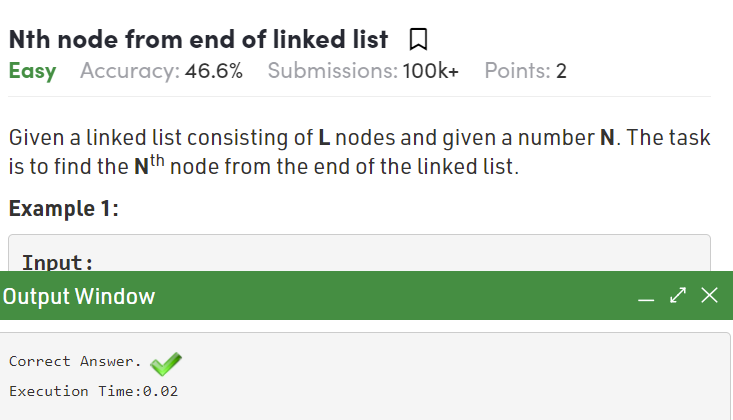 Nth node from end of linked list
Easy Accuracy: 46.6% Submissions: 100k+ Points: 2
Given a linked list consisting of L nodes and given a number N. The task
is to find the Nth node from the end of the linked list.
Example 1:
Input:
Output Window
Correct Answer.
Execution Time:0.02